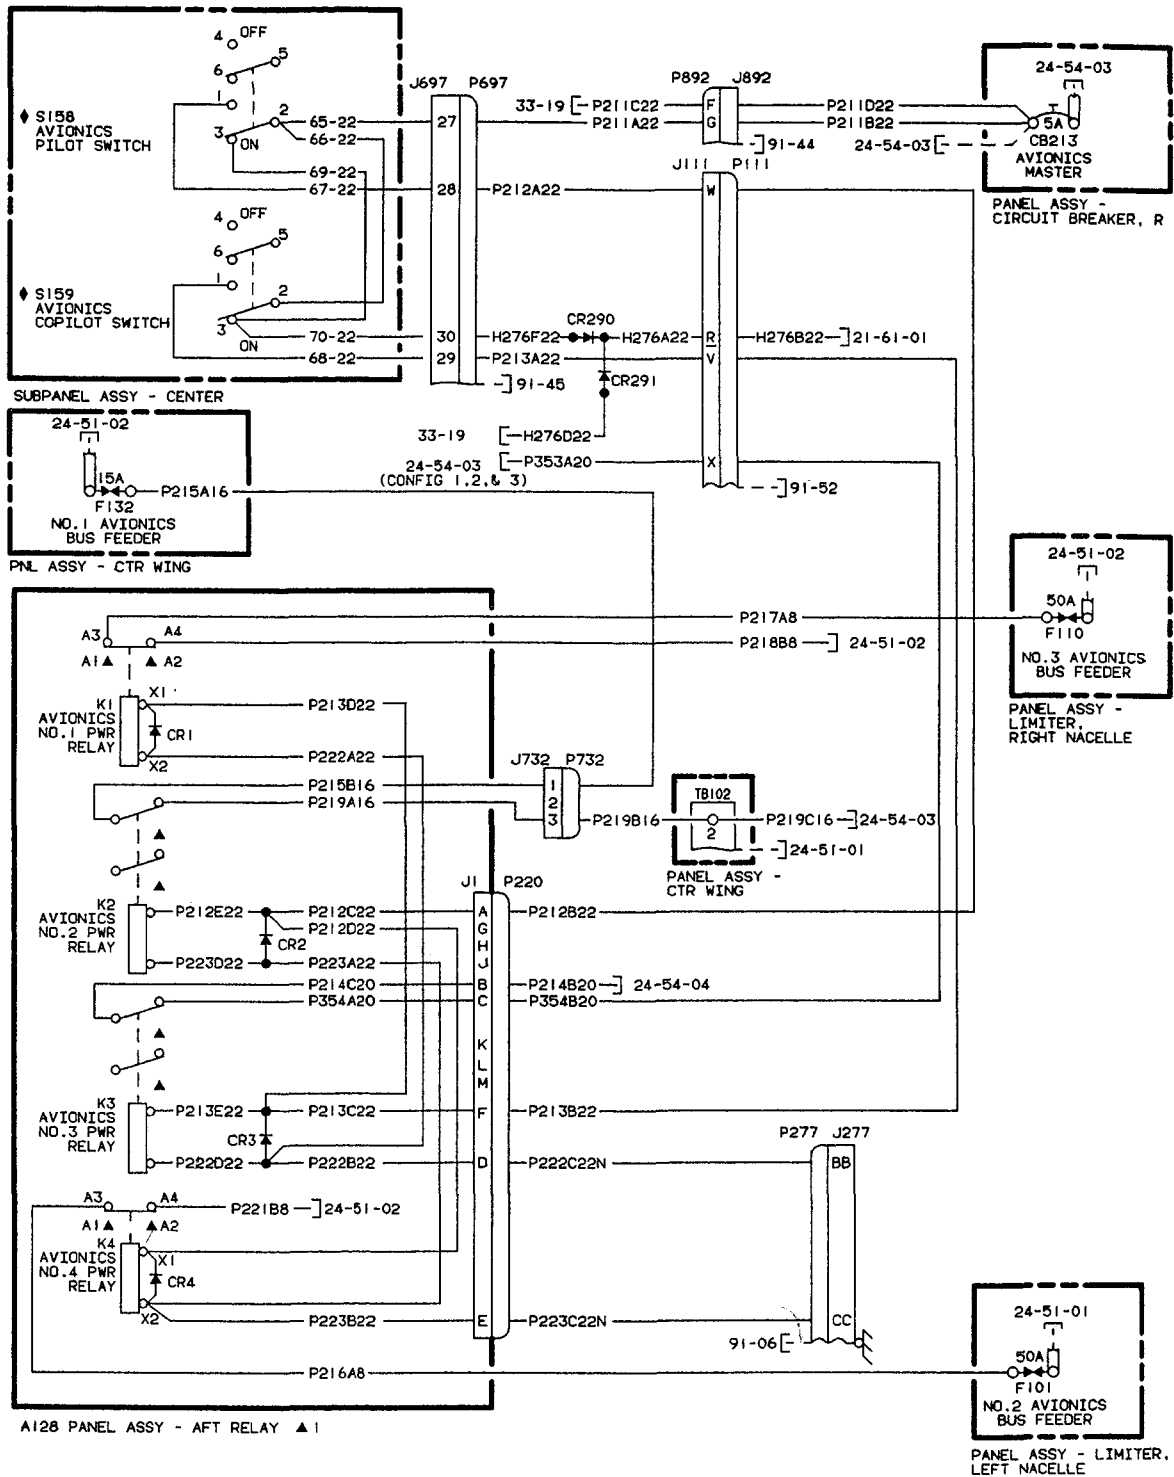 4 OFF
5
6
1
2
3
ON
♦ S158
AVIONICS
PILOT SWITCH
65-22
66-22
69-22
67-22
4 OFF
5
6
1
2
3
ON
♦ S159
AVIONICS
COPILOT SWITCH
70-22
68-22
SUBPANEL ASSY - CENTER
J697 P697
27
28
30
29
91-45
33-19
P211C22
P211A22
P892 J892
F
G
91-44
P211D22
P211B22
24-54-03
24-54-03
5A
CB213
AVIONICS
MASTER
PANEL ASSY -
CIRCUIT BREAKER, R
P212A22
J111 P111
W
H276F22
CR290
H276A22
R
H276B22
21-61-01
P213A22
V
CR291
33-19
H276D22
24-54-03
(CONFIG 1,2,& 3)
P353A20
X
91-52
24-51-02
15A
F132
P215A16
NO.1 AVIONICS
BUS FEEDER
PNL ASSY - CTR WING
24-51-02
50A
F110
NO.3 AVIONICS
BUS FEEDER
PANEL ASSY -
LIMITER,
RIGHT NACELLE
P217A8
A3 A4
A1 ▲ ▲ A2
P218B8
24-51-02
K1
AVIONICS
NO.1 PWR
RELAY
X1
CR1
X2
P213D22
P222A22
P215B16
P219A16
J732 P732
1
2
3
P219B16
TB102
2
P219C16
24-54-03
24-51-01
PANEL ASSY -
CTR WING
▲
▲
K2
AVIONICS
NO.2 PWR
RELAY
J1 P220
P212E22
P212C22
A
P212B22
P212D22
G
CR2
H
P223D22
P223A22
J
P214C20
B
P214B20
24-54-04
P354A20
C
P354B20
▲
▲
K
L
M
K3
AVIONICS
NO.3 PWR
RELAY
P213E22
P213C22
F
P213B22
CR3
P222D22
P222B22
D
P222C22N
P277 J277
BB
A3 A4
A1 ▲ ▲ A2
P221B8
24-51-02
K4
AVIONICS
NO.4 PWR
RELAY
X1
CR4
X2
P223B22
E
P223C22N
CC
91-06
P216A8
24-51-01
50A
F101
NO.2 AVIONICS
BUS FEEDER
PANEL ASSY - LIMITER,
LEFT NACELLE
A128 PANEL ASSY - AFT RELAY ▲ 1